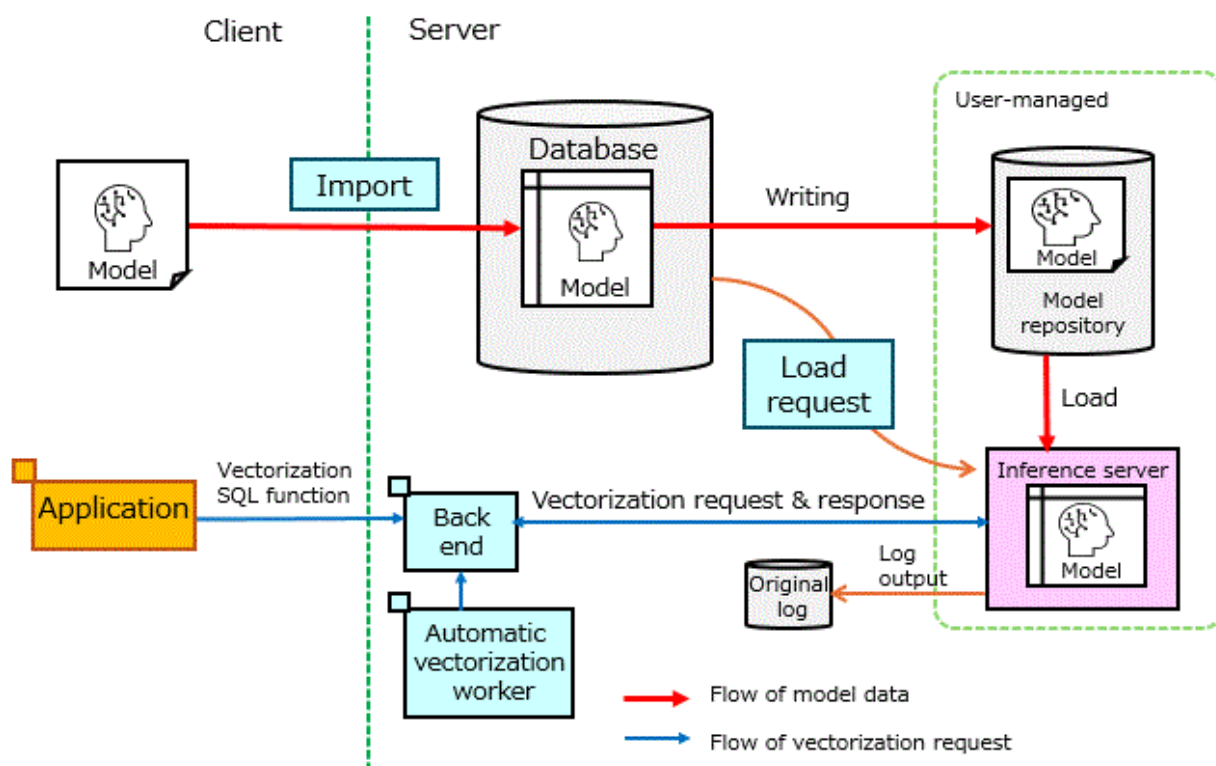 Client
Server
User-managed
Database
Import
Writing
Model
Model
Model
Model
repository
Load
request
Load
Vectorization
SQL function
Application
Back
end
Vectorization request & response
Inference server
Model
Log
output
Original
log
Automatic
vectorization
worker
Flow of model data
Flow of vectorization request